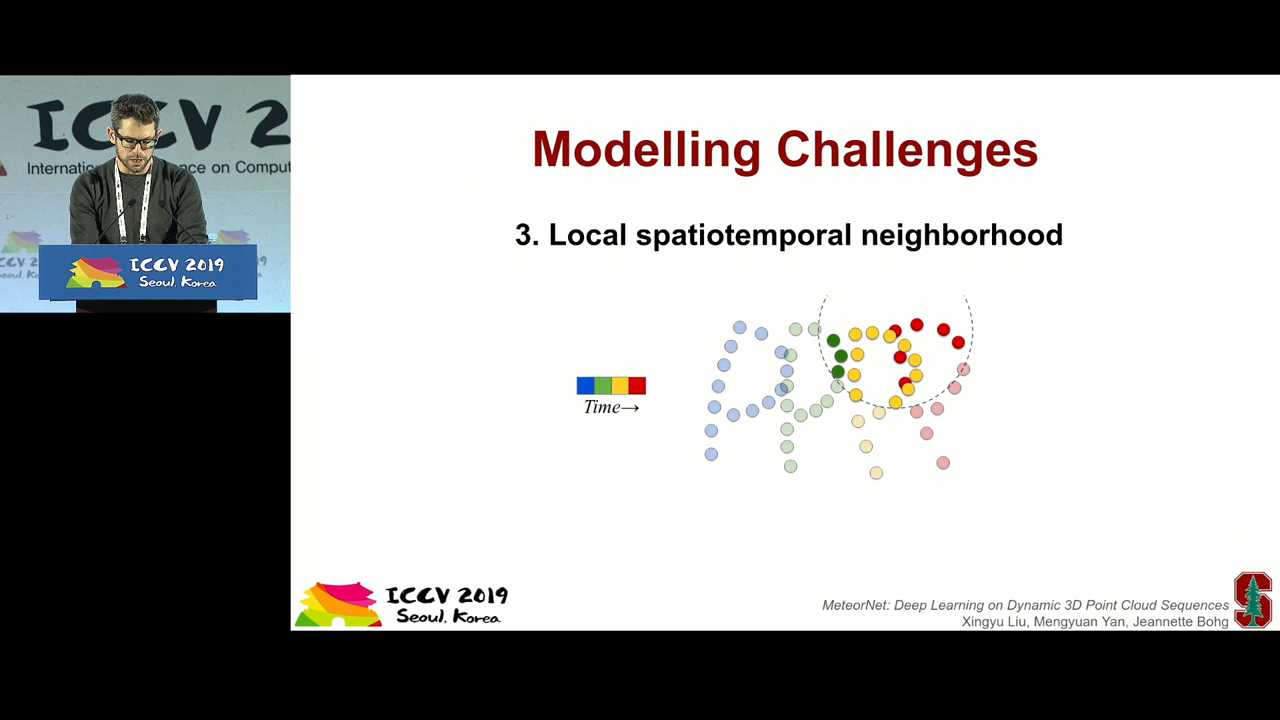 ICCV 2
International Conference on Comput
ICCV 2019
Seoul, Korea
Modelling Challenges
3. Local spatiotemporal neighborhood
Time→
ICCV 2019
Seoul, Korea
MeteorNet: Deep Learning on Dynamic 3D Point Cloud Sequences
Xingyu Liu, Mengyuan Yan, Jeannette Bohg
S